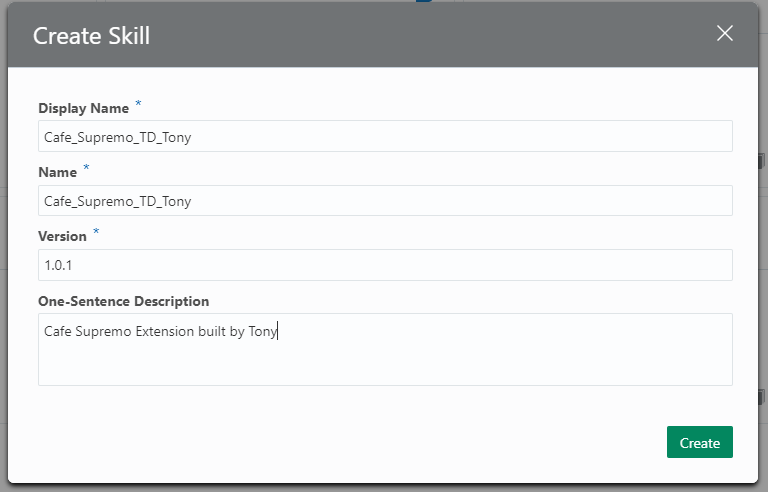 Create Skill
Display Name *
Cafe_Supremo_TD_Tony
Name *
Cafe_Supremo_TD_Tony
Version *
1.0.1
One-Sentence Description
Cafe Supremo Extension built by Tony
Create